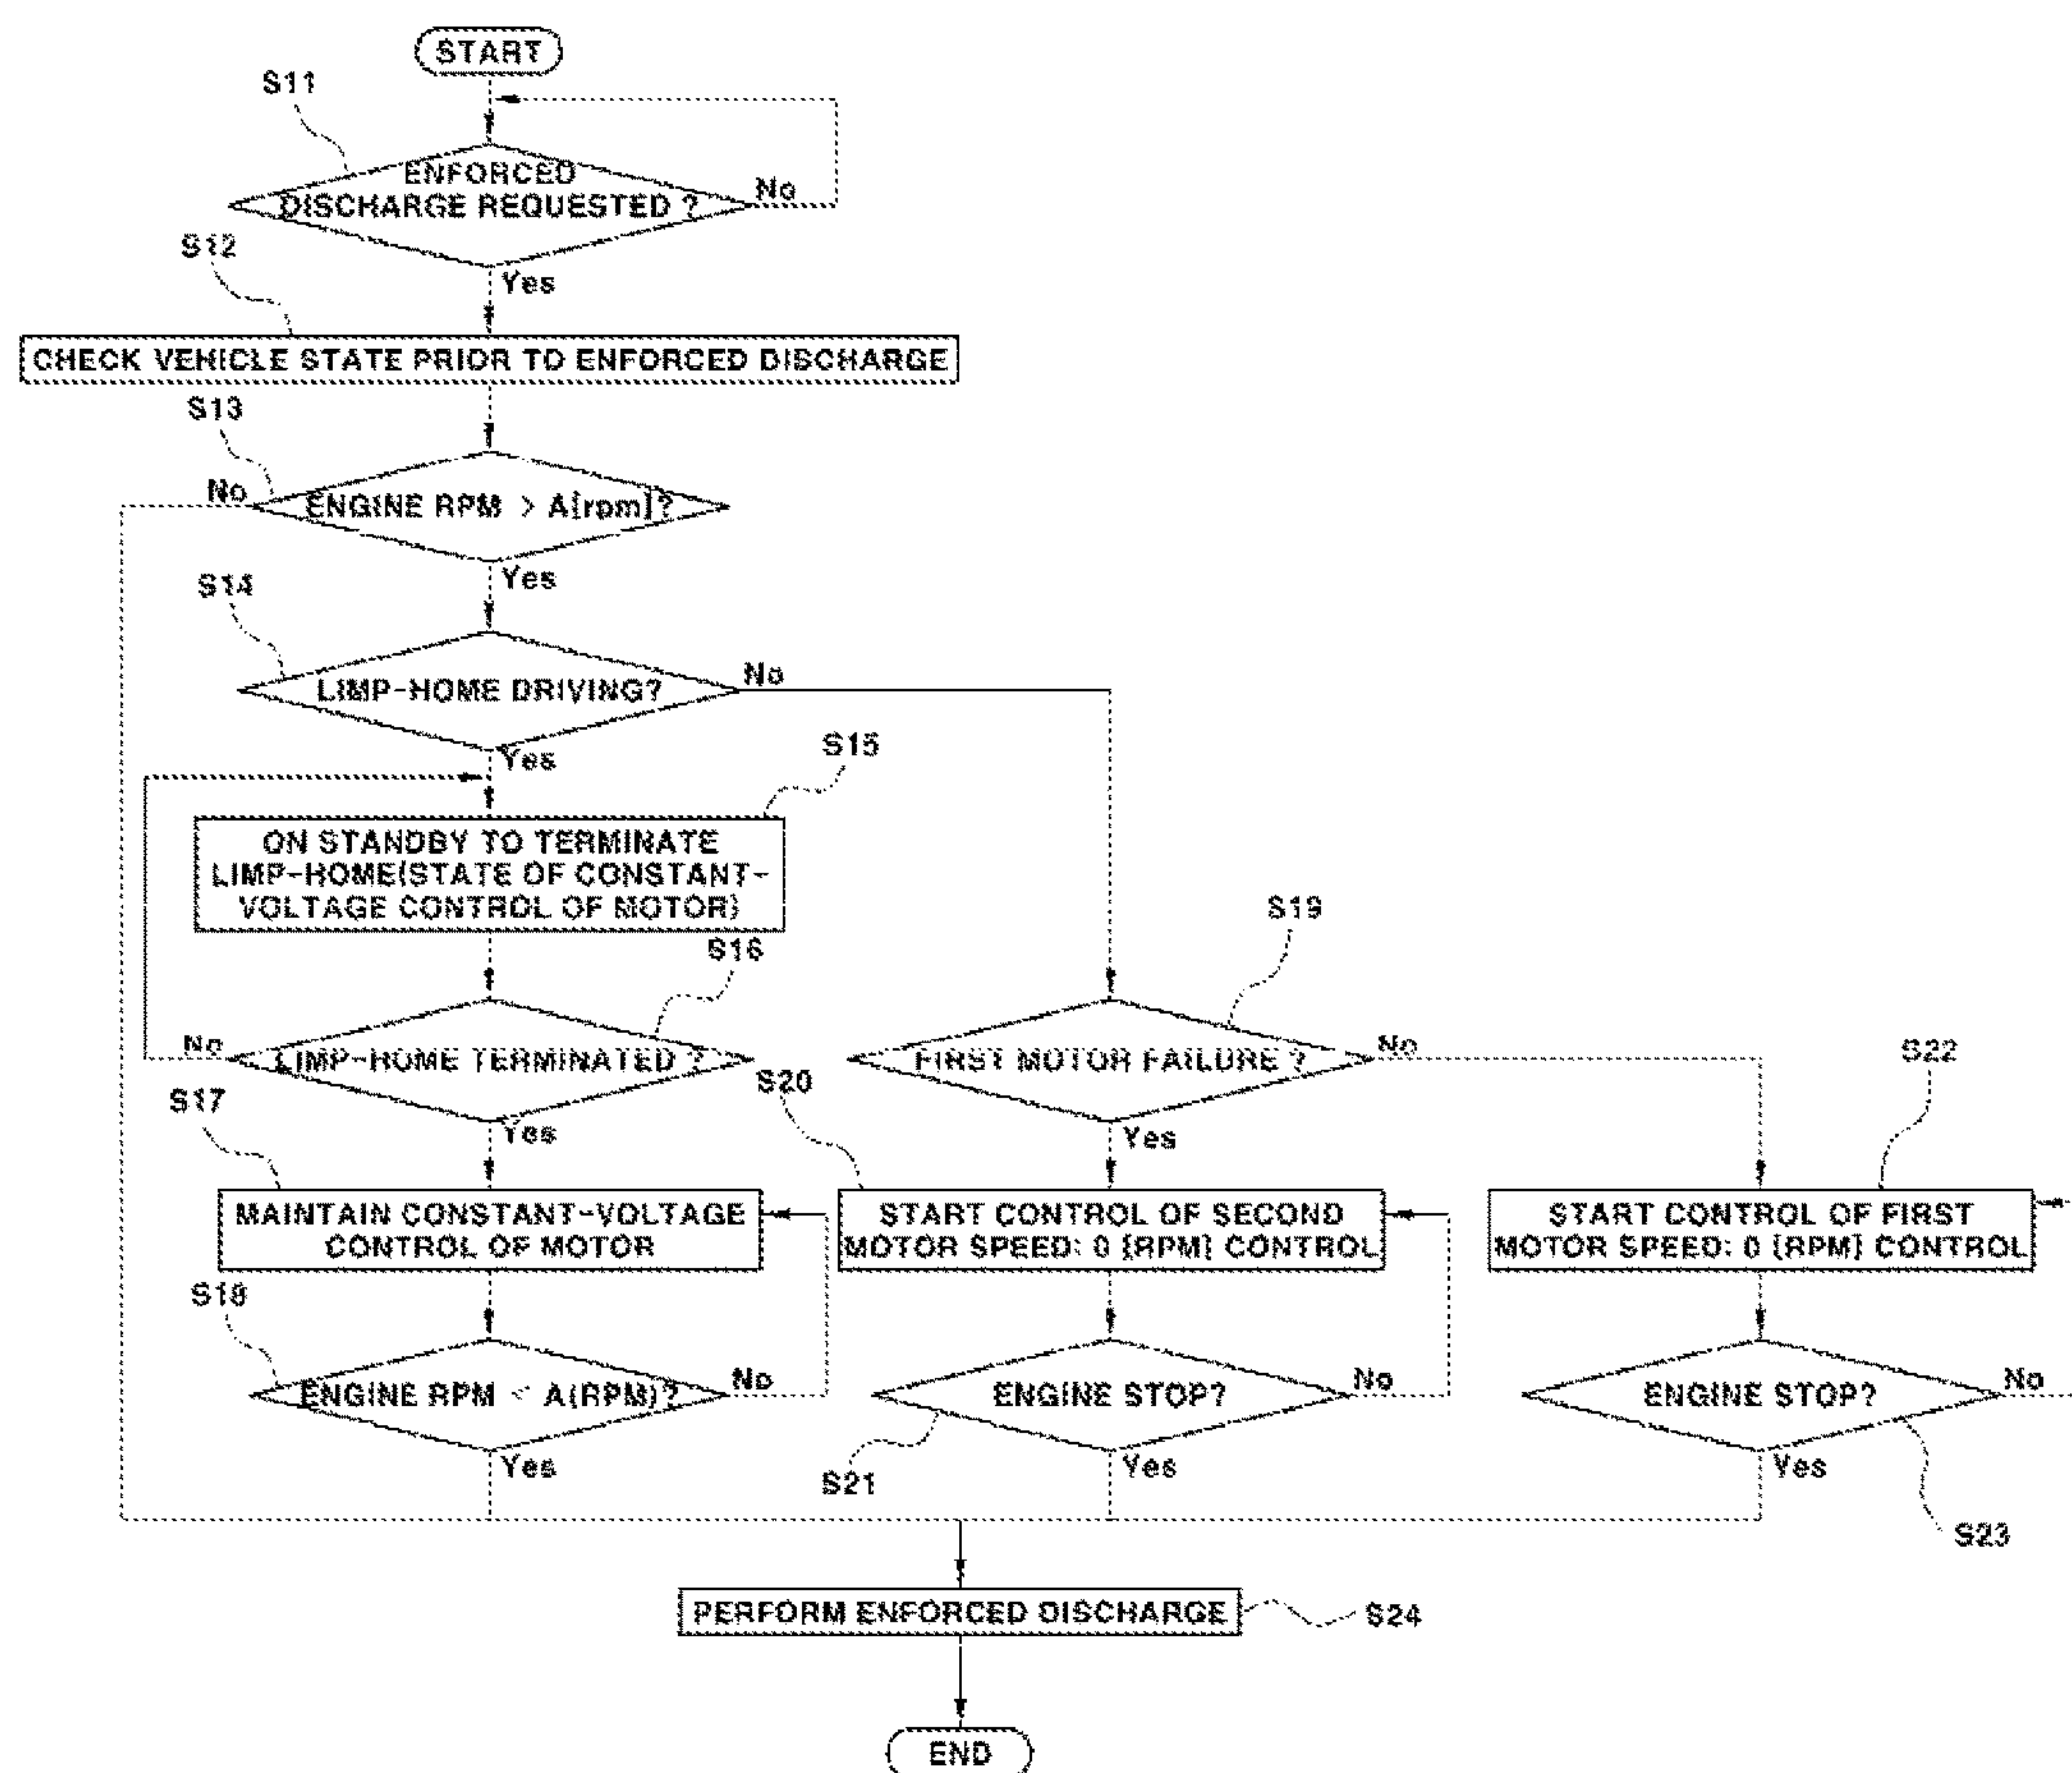 START
S11
ENFORCED
DISCHARGE REQUESTED ?
No
S12
Yes
CHECK VEHICLE STATE PRIOR TO ENFORCED DISCHARGE
S13
No
ENGINE RPM > A[rpm]?
Yes
S14
LIMP-HOME DRIVING?
No
Yes
S15
ON STANDBY TO TERMINATE
LIMP-HOME(STATE OF CONSTANT-
VOLTAGE CONTROL OF MOTOR)
S16
S19
No
LIMP-HOME TERMINATED ?
FIRST MOTOR FAILURE ?
No
S22
S17
Yes
S20
Yes
MAINTAIN CONSTANT-VOLTAGE
CONTROL OF MOTOR
START CONTROL OF SECOND
MOTOR SPEED: 0 [RPM] CONTROL
START CONTROL OF FIRST
MOTOR SPEED: 0 [RPM] CONTROL
S18
ENGINE RPM < A(RPM)?
No
ENGINE STOP?
No
ENGINE STOP?
No
Yes
S21
Yes
Yes
S23
PERFORM ENFORCED DISCHARGE
S24
END